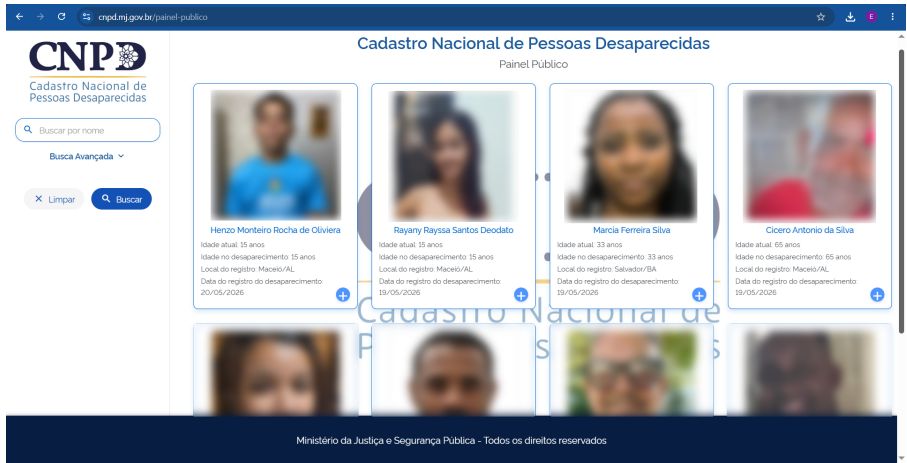 cnpd.mj.gov.br/painel-publico
E
CNPD
Cadastro Nacional de
Pessoas Desaparecidas
Buscar por nome
Busca Avançada
Limpar
Buscar
Cadastro Nacional de Pessoas Desaparecidas
Painel Público
Henzo Monteiro Rocha de Oliviera
Idade atual: 15 anos
Idade no desaparecimento: 15 anos
Local do registro: Maceió/AL
Data do registro do desaparecimento:
20/05/2026
Rayany Rayssa Santos Deodato
Idade atual: 15 anos
Idade no desaparecimento: 15 anos
Local do registro: Maceió/AL
Data do registro do desaparecimento:
19/05/2026
Marcia Ferreira Silva
Idade atual: 33 anos
Idade no desaparecimento: 33 anos
Local do registro: Salvador/BA
Data do registro do desaparecimento:
19/05/2026
Cicero Antonio da Silva
Idade atual: 65 anos
Idade no desaparecimento: 65 anos
Local do registro: Maceió/AL
Data do registro do desaparecimento:
19/05/2026
Cadastro Nacional de
Ministério da Justiça e Segurança Pública - Todos os direitos reservados